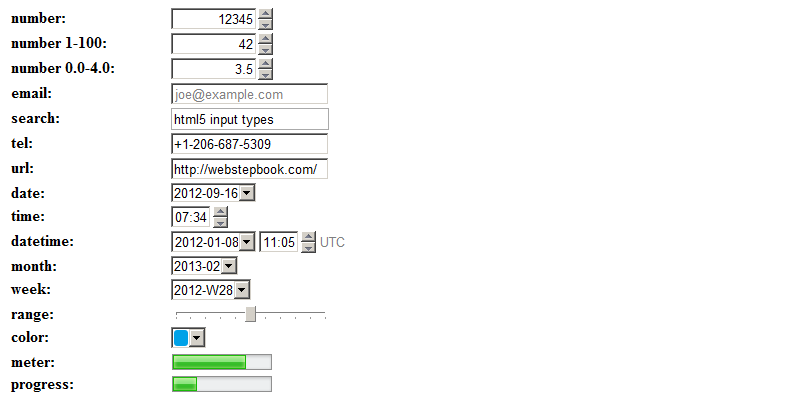 number: 12345
number 1-100: 42
number 0.0-4.0: 3.5
email: joe@example.com
search: html5 input types
tel: +1-206-687-5309
url: http://webstepbook.com/
date: 2012-09-16
time: 07:34
datetime: 2012-01-08 11:05 UTC
month: 2013-02
week: 2012-W28
range:
color:
meter:
progress: